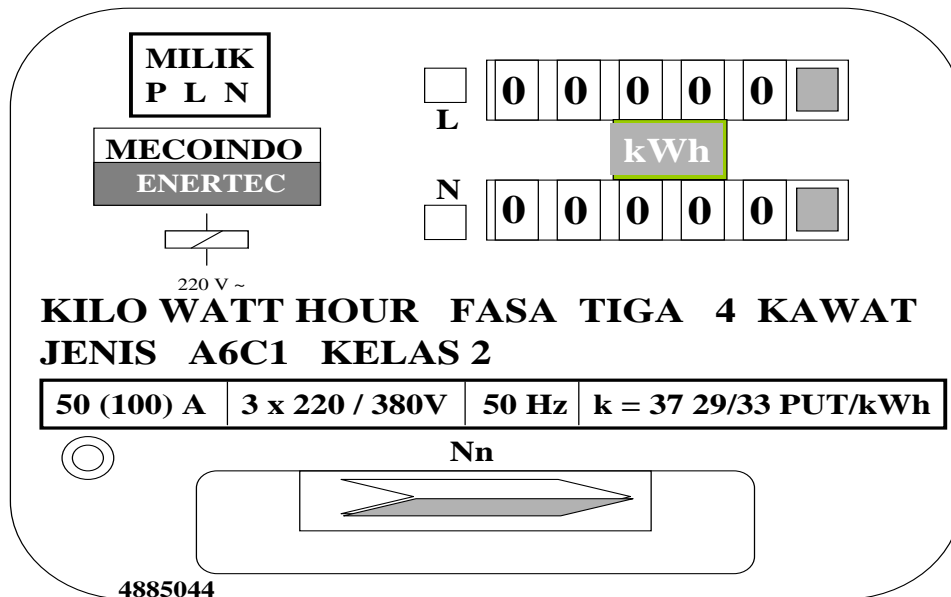 MILIK
P L N
MECOINDO
ENERTEC
220 V ~
L
0 0 0 0 0
kWh
N
0 0 0 0 0
KILO WATT HOUR FASA TIGA 4 KAWAT
JENIS A6C1 KELAS 2
50 (100) A 3 x 220 / 380V 50 Hz k = 37 29/33 PUT/kWh
Nn
4885044